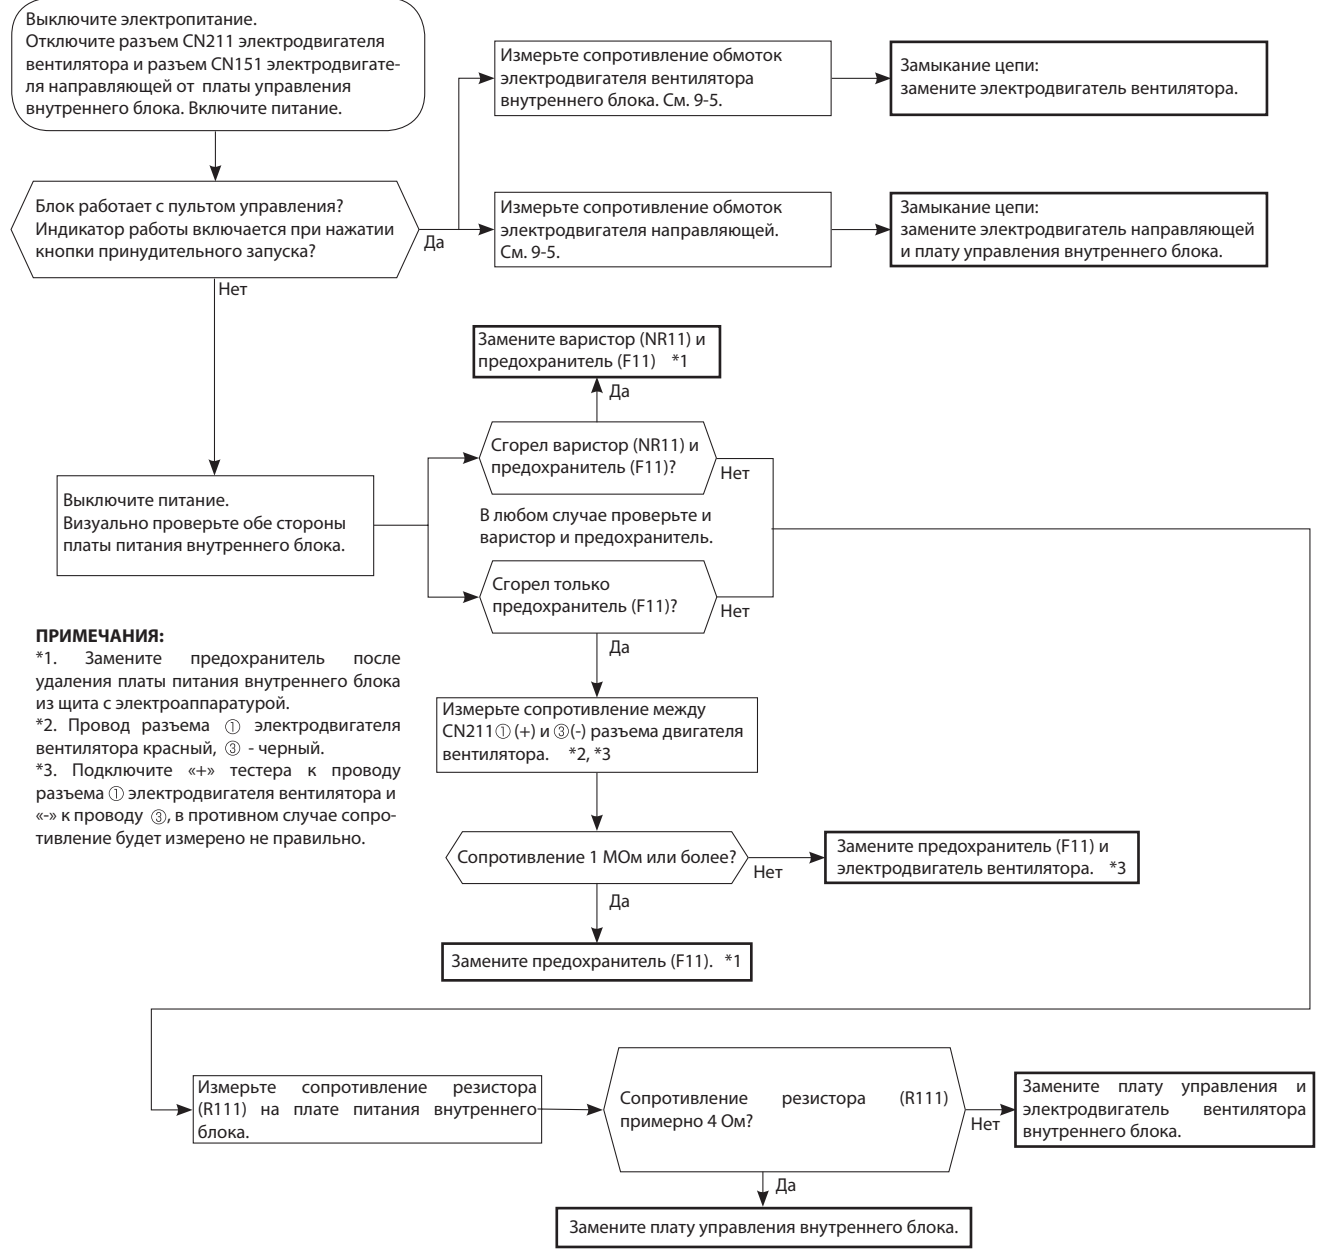 Выключите электропитание.
Отключите разъем CN211 электродвигателя
вентилятора и разъем CN151 электродвигате-
ля направляющей от платы управления
внутреннего блока. Включите питание.
Измерьте сопротивление обмоток
электродвигателя вентилятора
внутреннего блока. См. 9-5.
Замыкание цепи:
замените электродвигатель вентилятора.
Блок работает с пультом управления?
Индикатор работы включается при нажатии
кнопки принудительного запуска?
Да
Измерьте сопротивление обмоток
электродвигателя направляющей.
См. 9-5.
Замыкание цепи:
замените электродвигатель направляющей
и плату управления внутреннего блока.
Нет
Замените варистор (NR11) и
предохранитель (F11) *1
Да
Сгорел варистор (NR11) и
предохранитель (F11)?
Нет
Выключите питание.
Визуально проверьте обе стороны
платы питания внутреннего блока.
В любом случае проверьте и
варистор и предохранитель.
Сгорел только
предохранитель (F11)?
Нет
Да
ПРИМЕЧАНИЯ:
*1. Замените предохранитель после
удаления платы питания внутреннего блока
из щита с электроаппаратурой.
*2. Провод разъема ① электродвигателя
вентилятора красный, ③ - черный.
*3. Подключите «+» тестера к проводу
разъема ① электродвигателя вентилятора и
«-» к проводу ③, в противном случае сопро-
тивление будет измерено не правильно.
Измерьте сопротивление между
CN211① (+) и ③(-) разъема двигателя
вентилятора. *2, *3
Сопротивление 1 МОм или более?
Нет
Замените предохранитель (F11) и
электродвигатель вентилятора. *3
Да
Замените предохранитель (F11). *1
Измерьте сопротивление резистора
(R111) на плате питания внутреннего
блока.
Сопротивление резистора (R111)
примерно 4 Ом?
Нет
Замените плату управления и
электродвигатель вентилятора
внутреннего блока.
Да
Замените плату управления внутреннего блока.